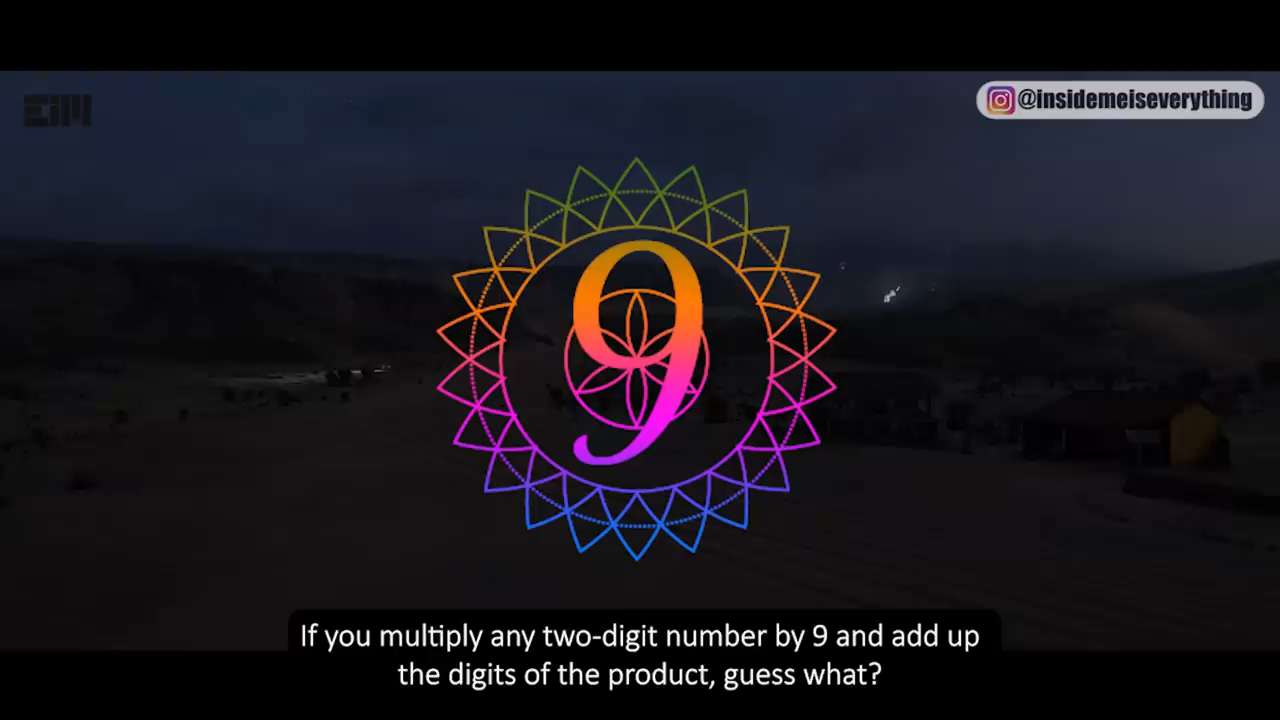 EiM
@insidemeiseverything
9
If you multiply any two-digit number by 9 and add up
the digits of the product, guess what?